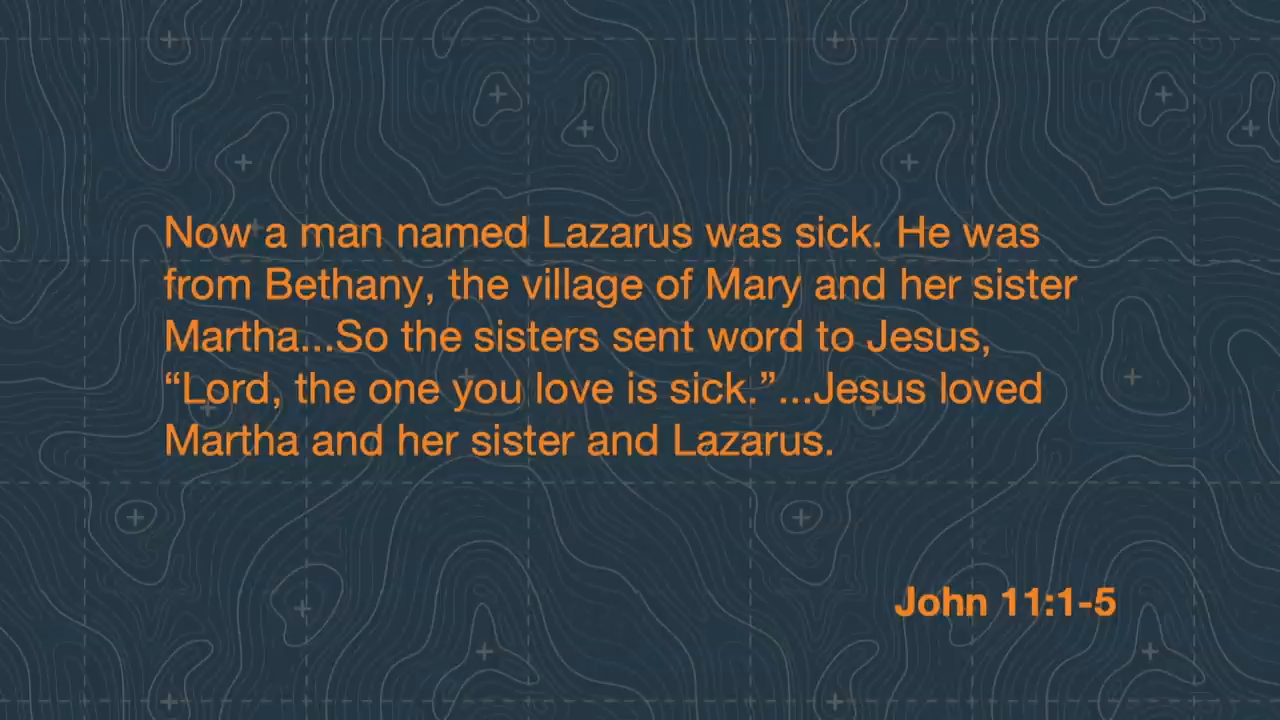 Now a man named Lazarus was sick. He was
from Bethany, the village of Mary and her sister
Martha...So the sisters sent word to Jesus,
“Lord, the one you love is sick.”...Jesus loved
Martha and her sister and Lazarus.
John 11:1-5